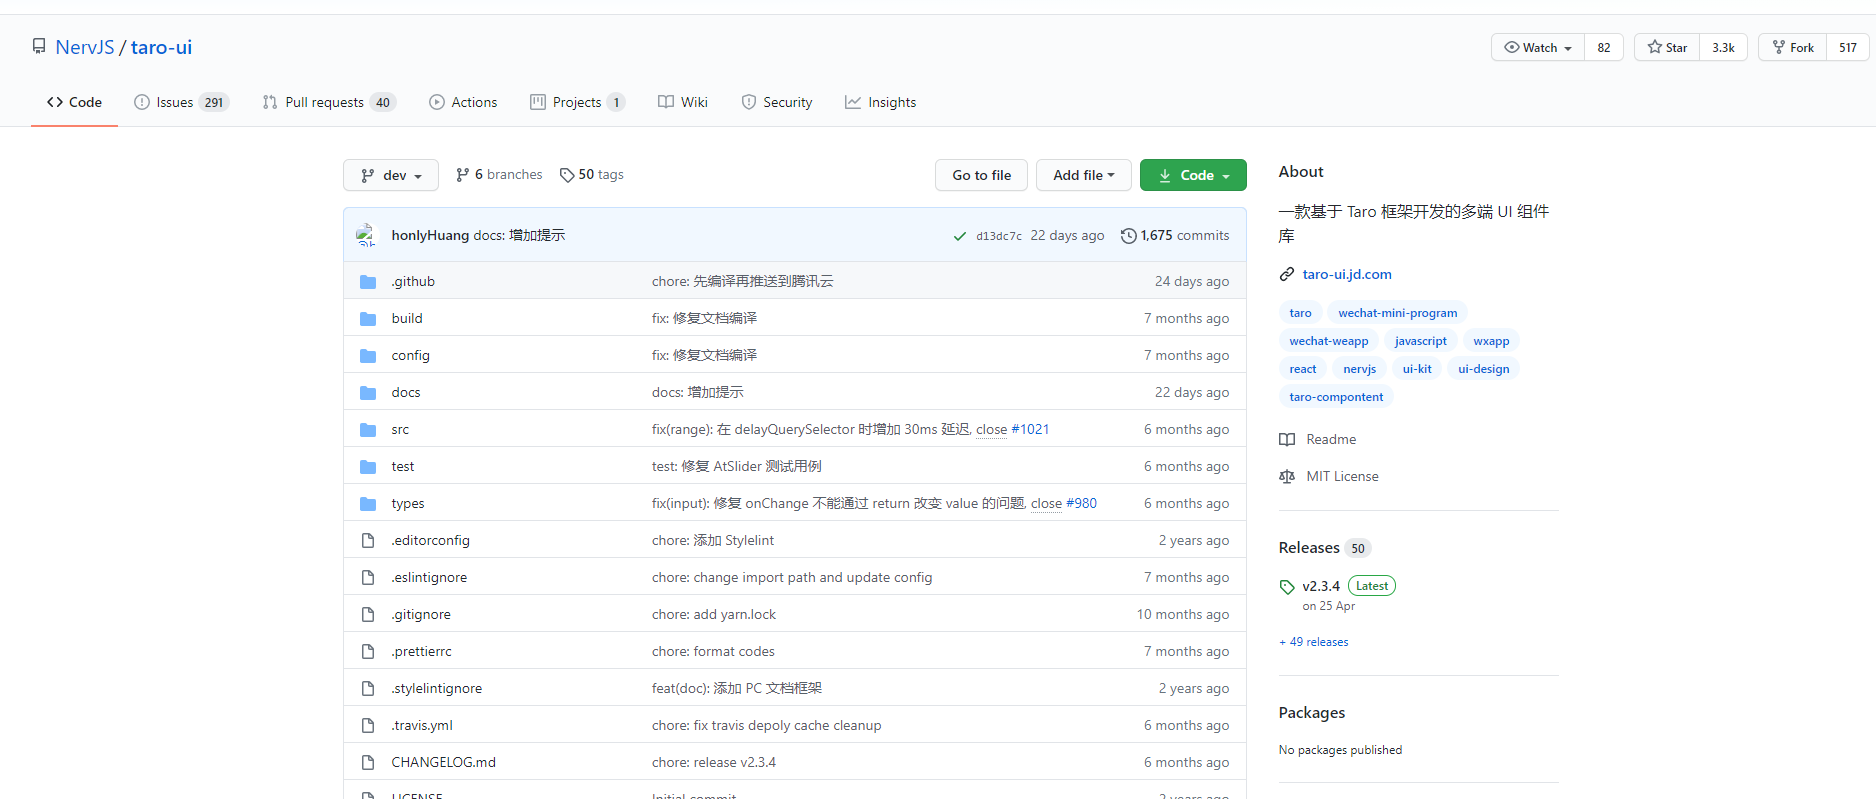 NervJS / taro-ui
Watch 82 Star 3.3k Fork 517
Code Issues 291 Pull requests 40 Actions Projects 1 Wiki Security Insights
dev 6 branches 50 tags Go to file Add file Code
honlyHuang docs: 增加提示 d13dc7c 22 days ago 1,675 commits
.github chore: 先编译再推送到腾讯云 24 days ago
build fix: 修复文档编译 7 months ago
config fix: 修复文档编译 7 months ago
docs docs: 增加提示 22 days ago
src fix(range): 在 delayQuerySelector 时增加 30ms 延迟, close #1021 6 months ago
test test: 修复 AtSlider 测试用例 6 months ago
types fix(input): 修复 onChange 不能通过 return 改变 value 的问题, close #980 6 months ago
.editorconfig chore: 添加 Stylelint 2 years ago
.eslintignore chore: change import path and update config 7 months ago
.gitignore chore: add yarn.lock 10 months ago
.prettierrc chore: format codes 7 months ago
.stylelintignore feat(doc): 添加 PC 文档框架 2 years ago
.travis.yml chore: fix travis depoly cache cleanup 6 months ago
CHANGELOG.md chore: release v2.3.4 6 months ago
LICENSE Initial commit 2 years ago
About
一款基于 Taro 框架开发的多端 UI 组件
库
taro-ui.jd.com
taro wechat-mini-program
wechat-weapp javascript wxapp
react nervjs ui-kit ui-design
taro-compontent
Readme
MIT License
Releases 50
v2.3.4 Latest
on 25 Apr
+ 49 releases
Packages
No packages published